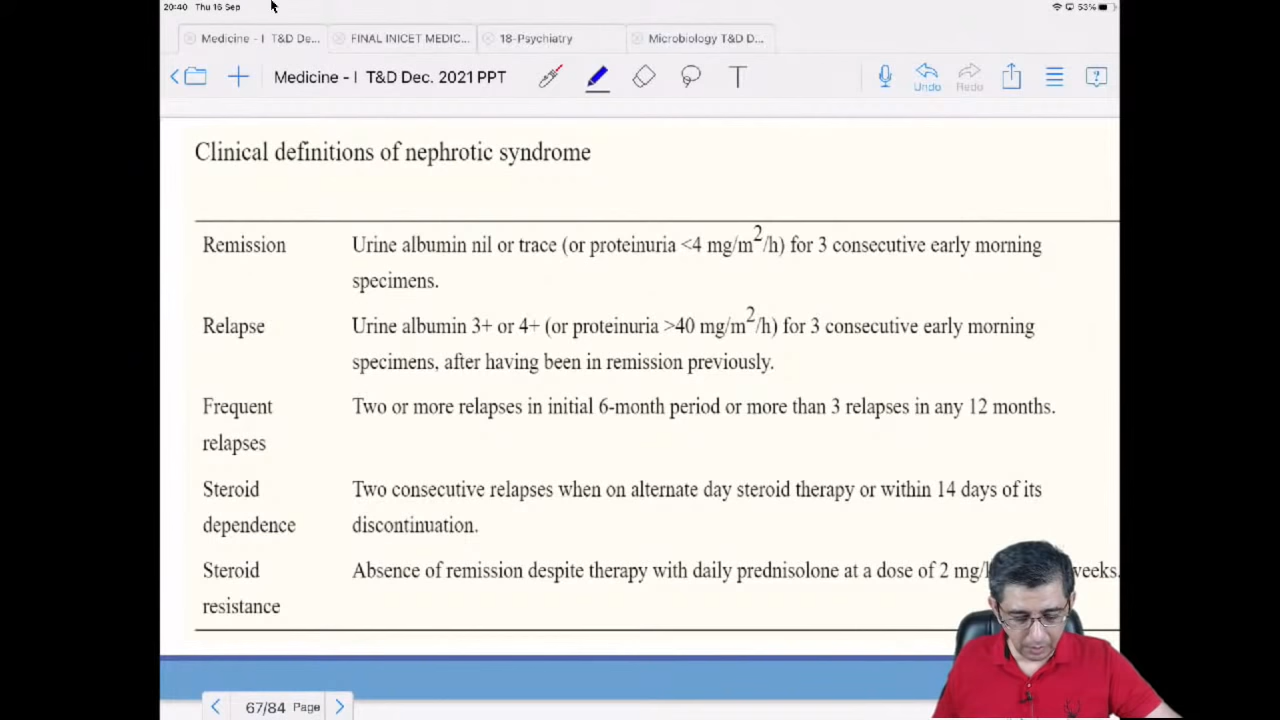 20:40 Thu 16 Sep
53%
Medicine - I T&D De...
FINAL INICET MEDIC...
18-Psychiatry
Microbiology T&D D...
Medicine - I T&D Dec. 2021 PPT
T
Undo
Redo
?
Clinical definitions of nephrotic syndrome
Remission Urine albumin nil or trace (or proteinuria <4 mg/m²/h) for 3 consecutive early morning
specimens.
Relapse Urine albumin 3+ or 4+ (or proteinuria >40 mg/m²/h) for 3 consecutive early morning
specimens, after having been in remission previously.
Frequent Two or more relapses in initial 6-month period or more than 3 relapses in any 12 months.
relapses
Steroid Two consecutive relapses when on alternate day steroid therapy or within 14 days of its
dependence discontinuation.
Steroid Absence of remission despite therapy with daily prednisolone at a dose of 2 mg/
resistance
67/84 Page